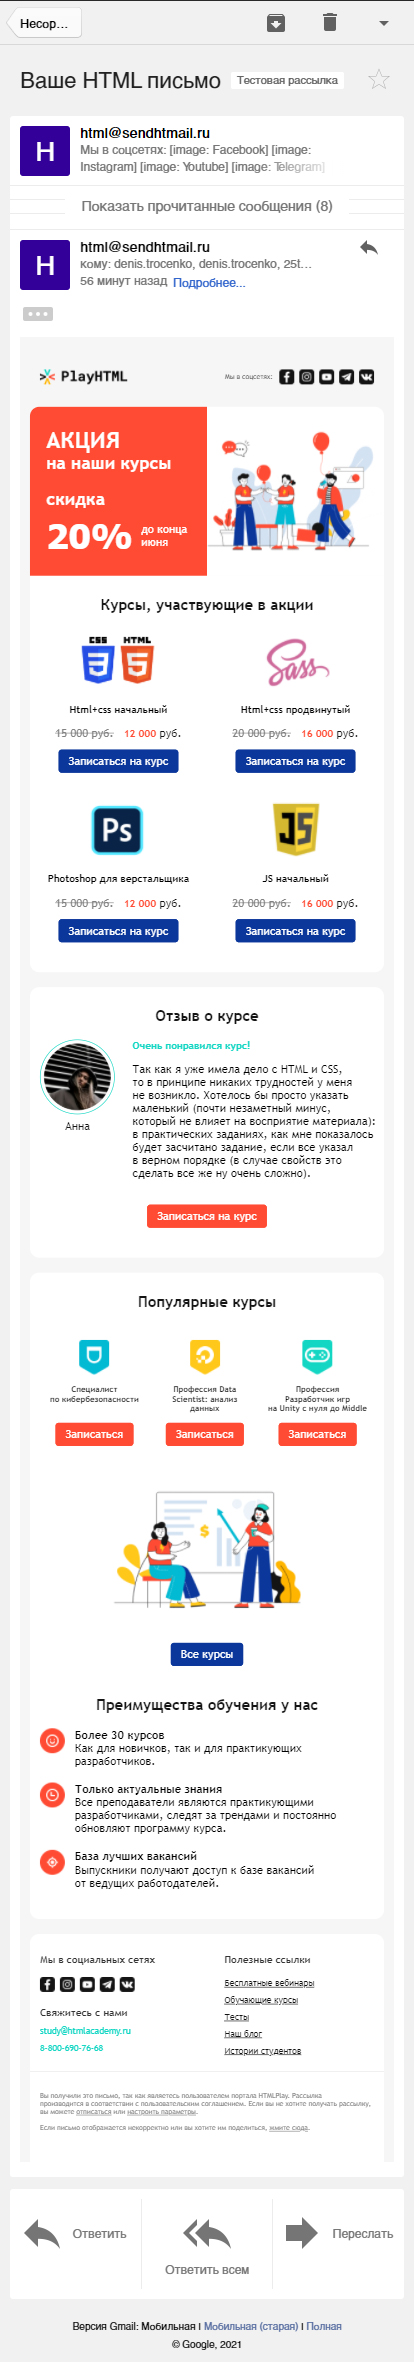 Несор...
Ваше HTML письмо Тестовая рассылка
html@sendhtmail.ru
Мы в соцсетях: [image: Facebook] [image:
Instagram] [image: Youtube] [image: Telegram]
Показать прочитанные сообщения (8)
html@sendhtmail.ru
кому: denis.trocenko, denis.trocenko, 25t...
56 минут назад Подробнее...
PlayHTML
Мы в соцсетях:
АКЦИЯ
на наши курсы
скидка
20% до конца
июня
Курсы, участвующие в акции
CSS HTML
Sass
Html+css начальный
Html+css продвинутый
15 000 руб. 12 000 руб.
20 000 руб. 16 000 руб.
Записаться на курс
Записаться на курс
Ps
JS
Photoshop для верстальщика
JS начальный
15 000 руб. 12 000 руб.
20 000 руб. 16 000 руб.
Записаться на курс
Записаться на курс
Отзыв о курсе
Очень понравился курс!
Так как я уже имела дело с HTML и CSS,
то в принципе никаких трудностей у меня
не возникло. Хотелось бы просто указать
маленький (почти незаметный минус,
который не влияет на восприятие материала):
в практических заданиях, как мне показалось
будет засчитано задание, если все указал
в верном порядке (в случае свойств это
сделать все же ну очень сложно).
Анна
Записаться на курс
Популярные курсы
Специалист
по кибербезопасности
Профессия Data
Scientist: анализ
данных
Профессия
Разработчик игр
на Unity с нуля до Middle
Записаться
Записаться
Записаться
Все курсы
Преимущества обучения у нас
Более 30 курсов
Как для новичков, так и для практикующих
разработчиков.
Только актуальные знания
Все преподаватели являются практикующими
разработчиками, следят за трендами и постоянно
обновляют программу курса.
База лучших вакансий
Выпускники получают доступ к базе вакансий
от ведущих работодателей.
Мы в социальных сетях
Свяжитесь с нами
study@htmlacademy.ru
8-800-690-76-68
Полезные ссылки
Бесплатные вебинары
Обучающие курсы
Тесты
Наш блог
Истории студентов
Вы получили это письмо, так как являетесь пользователем портала HTMLPlay. Рассылка
производится в соответствии с пользовательским соглашением. Если вы не хотите получать рассылку,
вы можете отписаться или настроить параметры.
Если письмо отображается некорректно или вы хотите им поделиться, жмите сюда.
Ответить
Ответить всем
Переслать
Версия Gmail: Мобильная | Мобильная (старая) | Полная
© Google, 2021